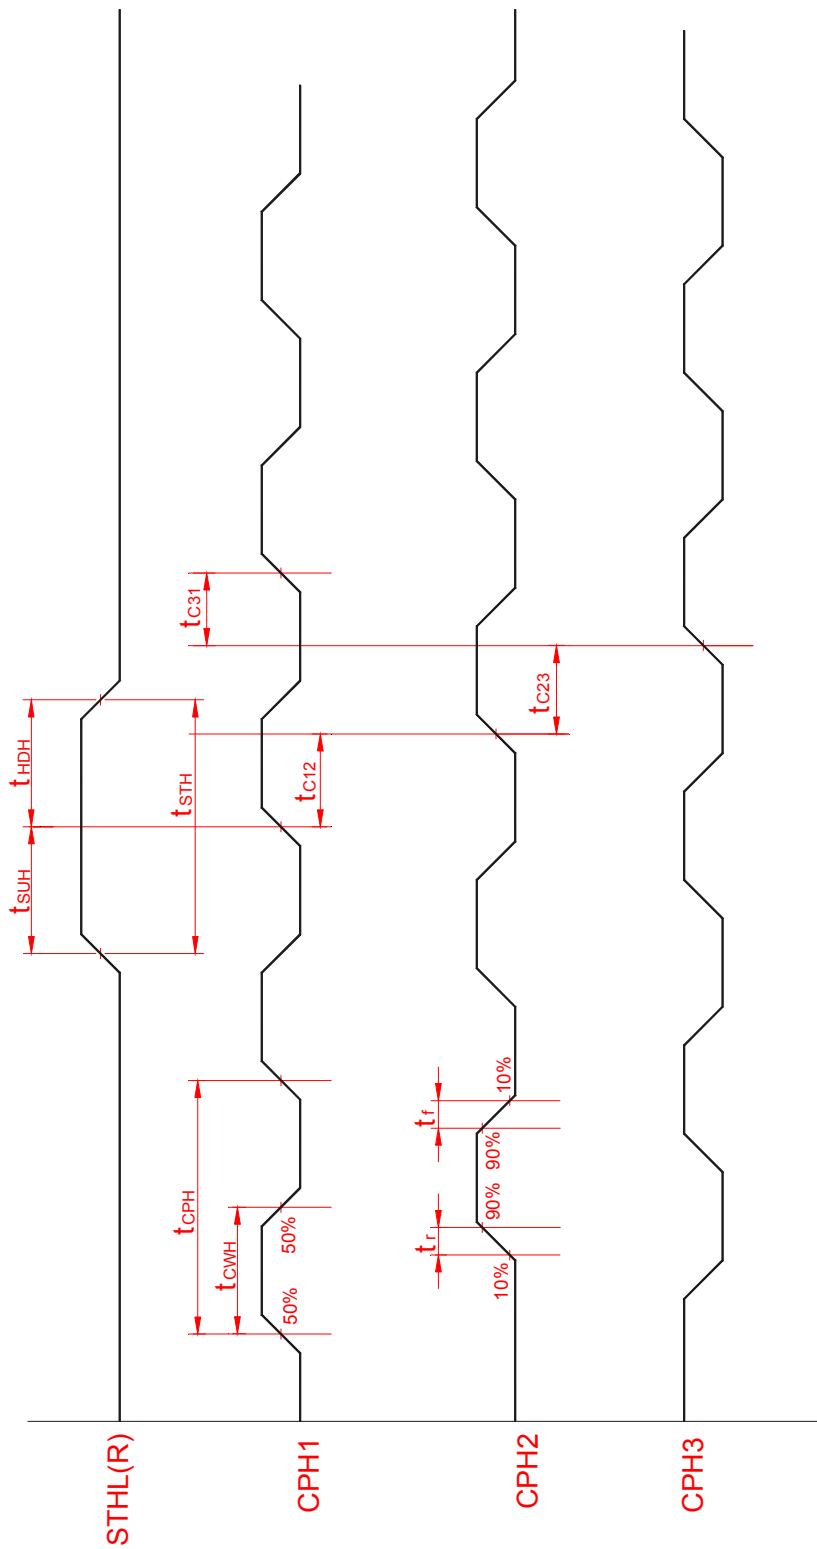 STHL(R)
tSUH
tHDH
tSTH
CPH1
tCPH
tCWH
50%
50%
tC12
tC31
CPH2
tr
10%
90%
tf
90%
10%
tC23
CPH3